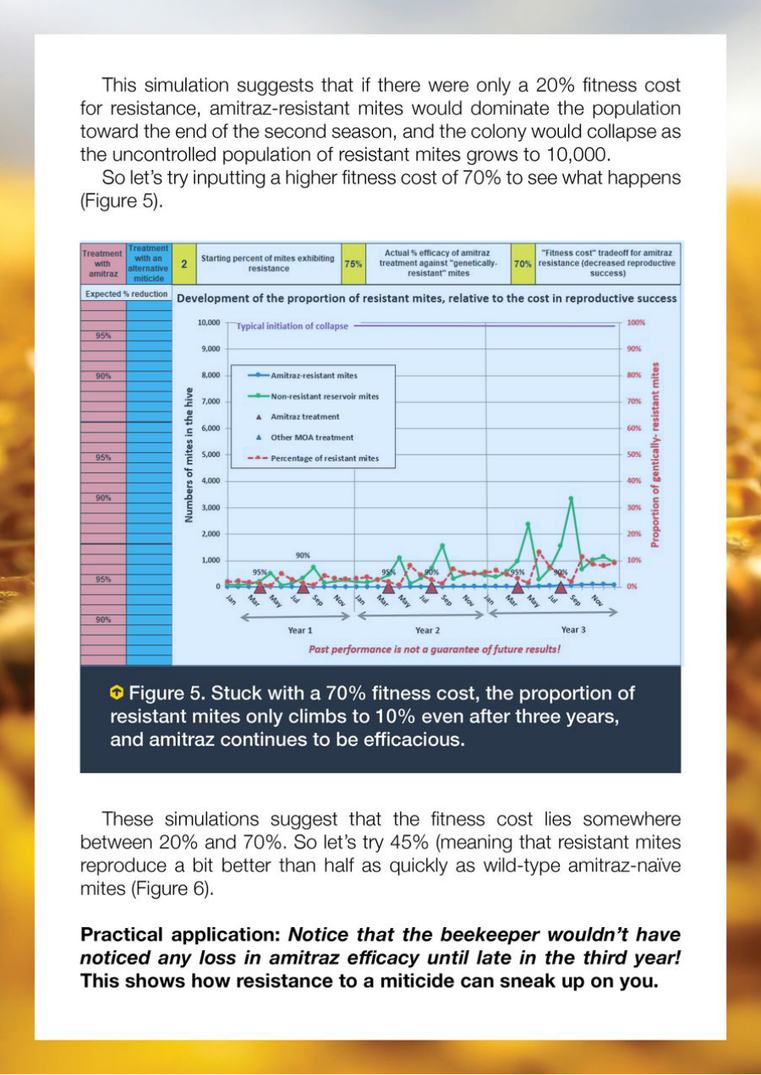 This simulation suggests that if there were only a 20% fitness cost
for resistance, amitraz-resistant mites would dominate the population
toward the end of the second season, and the colony would collapse as
the uncontrolled population of resistant mites grows to 10,000.
So let's try inputting a higher fitness cost of 70% to see what happens
(Figure 5).
Treatment
with
amitraz
Treatment
with an
alternative
miticide
2
Starting percent of mites exhibiting
resistance
75%
Actual % efficacy of amitraz
treatment against "genetically-
resistant" mites
70%
"Fitness cost" tradeoff for amitraz
resistance (decreased reproductive
success)
Expected % reduction
95%
90%
95%
90%
95%
90%
Development of the proportion of resistant mites, relative to the cost in reproductive success
Numbers of mites in the hive
10,000
9,000
8,000
7,000
6,000
5,000
4,000
3,000
2,000
1,000
0
Typical initiation of collapse
Amitraz-resistant mites
Non-resistant reservoir mites
Amitraz treatment
Other MOA treatment
Percentage of resistant mites
95%
90%
95%
90%
95%
90%
100%
90%
80%
70%
60%
50%
40%
30%
20%
10%
0%
Proportion of gentically- resistant mites
Jan
Mar
May
Jul
Sep
Nov
Jan
Mar
May
Jul
Sep
Nov
Jan
Mar
May
Jul
Sep
Nov
Year 1
Year 2
Year 3
Past performance is not a guarantee of future results!
Figure 5. Stuck with a 70% fitness cost, the proportion of
resistant mites only climbs to 10% even after three years,
and amitraz continues to be efficacious.
These simulations suggest that the fitness cost lies somewhere
between 20% and 70%. So let's try 45% (meaning that resistant mites
reproduce a bit better than half as quickly as wild-type amitraz-naïve
mites (Figure 6).
Practical application: Notice that the beekeeper wouldn't have
noticed any loss in amitraz efficacy until late in the third year!
This shows how resistance to a miticide can sneak up on you.